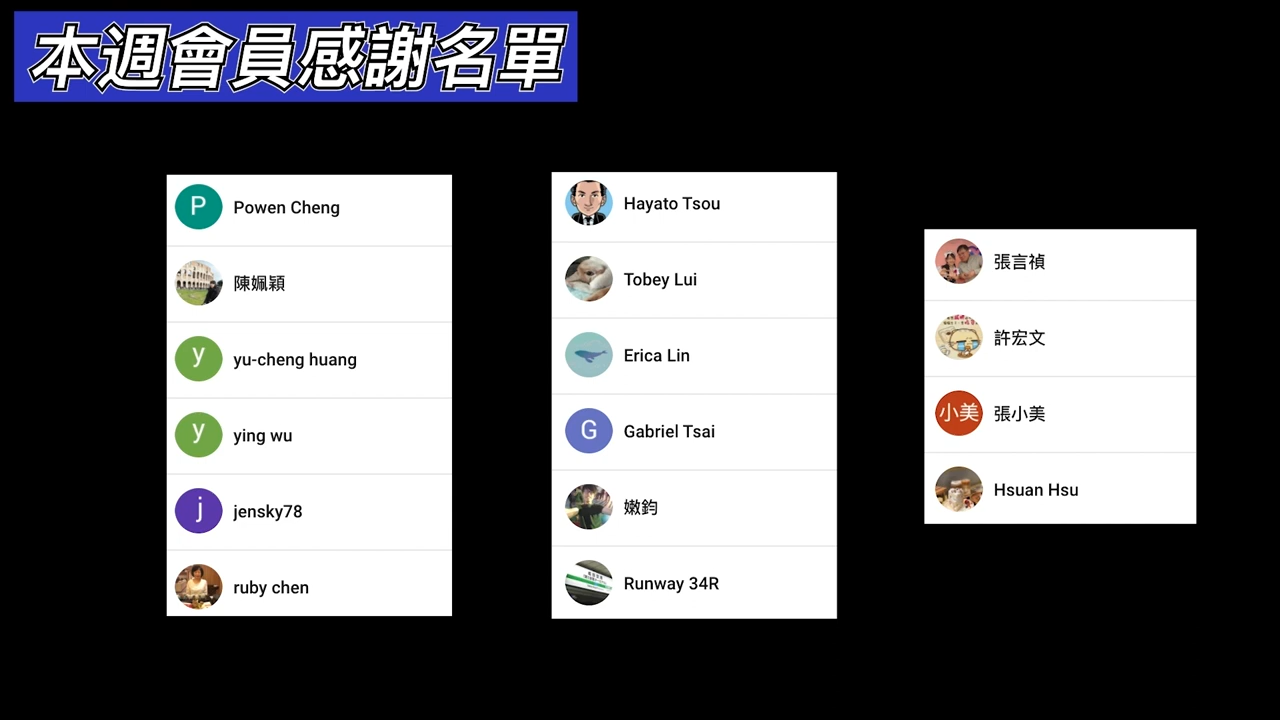 本週會員感謝名單
P
Powen Cheng
陳姵穎
y
yu-cheng huang
y
ying wu
j
jensky78
ruby chen
Hayato Tsou
Tobey Lui
Erica Lin
G
Gabriel Tsai
嫩鈞
Runway 34R
張言禎
許宏文
小美
張小美
Hsuan Hsu